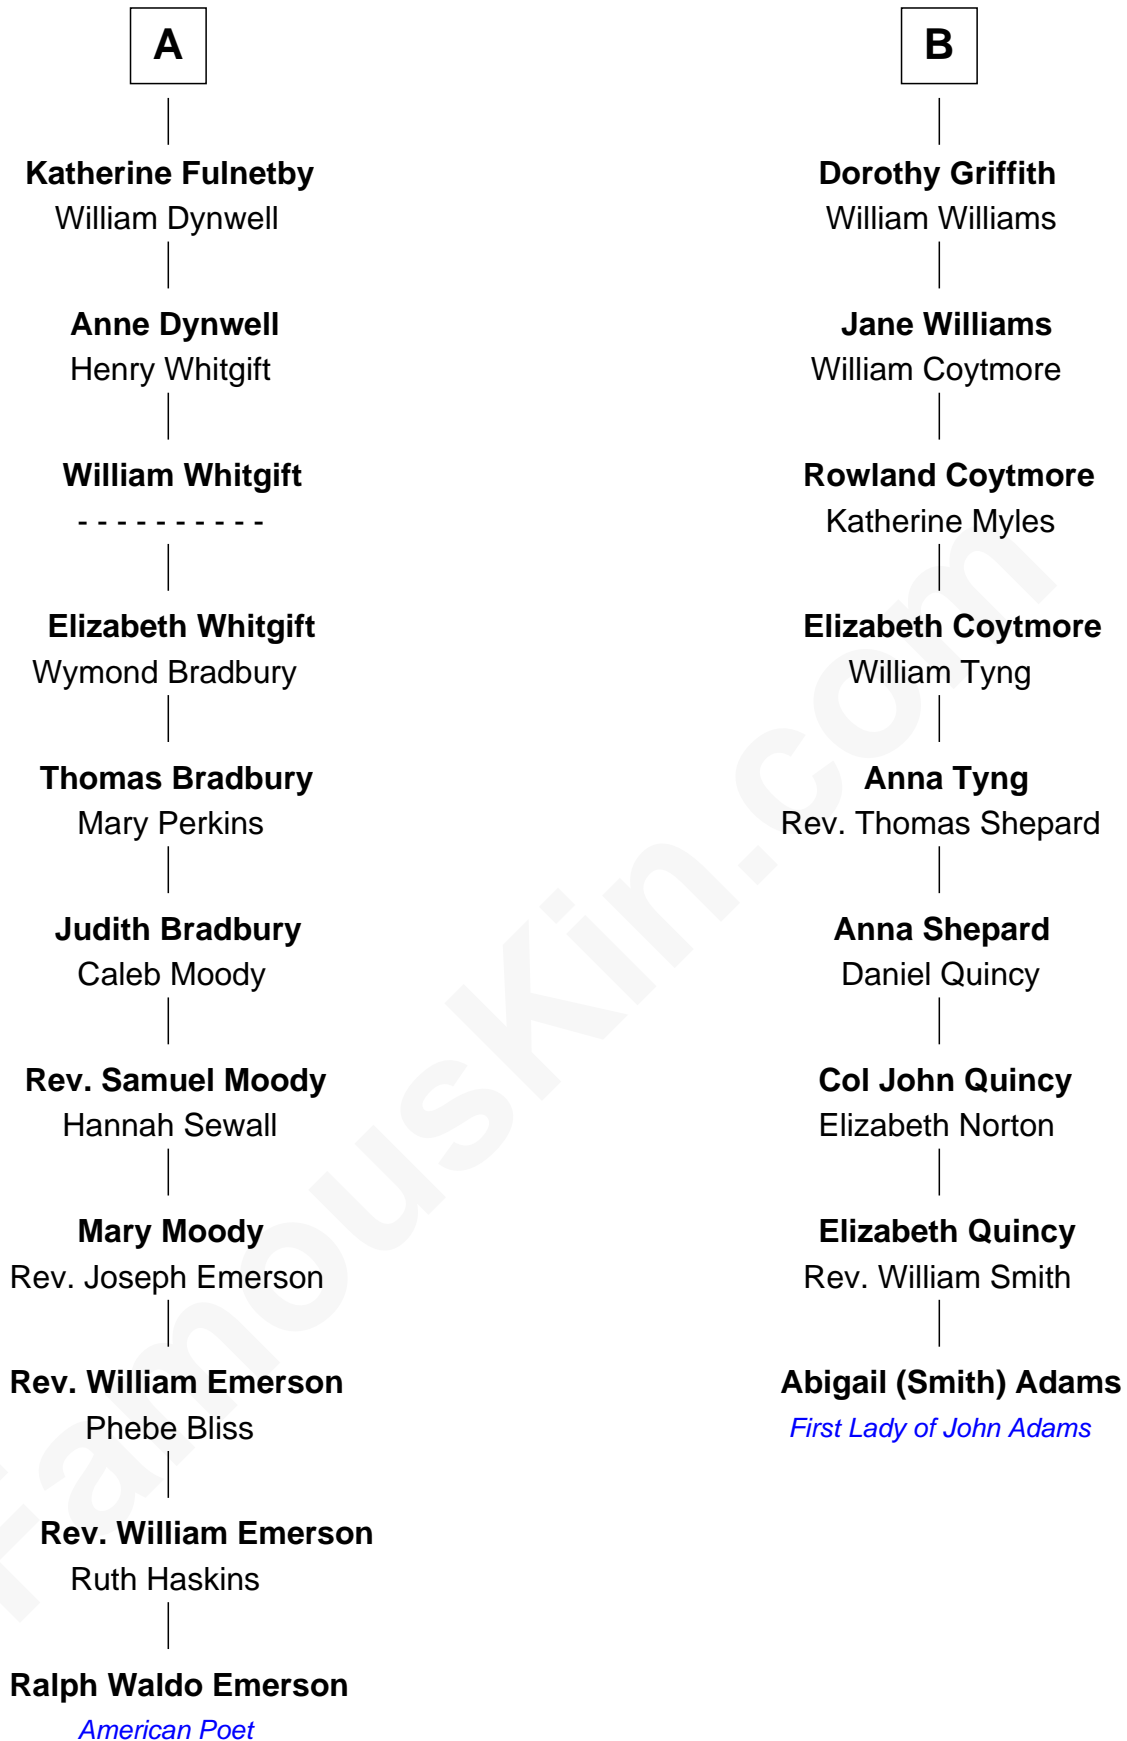 A
Katherine Fulnetby
William Dynwell
Anne Dynwell
Henry Whitgift
William Whitgift
- - - - - - - - - -
Elizabeth Whitgift
Wymond Bradbury
Thomas Bradbury
Mary Perkins
Judith Bradbury
Caleb Moody
Rev. Samuel Moody
Hannah Sewall
Mary Moody
Rev. Joseph Emerson
Rev. William Emerson
Phebe Bliss
Rev. William Emerson
Ruth Haskins
Ralph Waldo Emerson
American Poet
B
Dorothy Griffith
William Williams
Jane Williams
William Coytmore
Rowland Coytmore
Katherine Myles
Elizabeth Coytmore
William Tyng
Anna Tyng
Rev. Thomas Shepard
Anna Shepard
Daniel Quincy
Col John Quincy
Elizabeth Norton
Elizabeth Quincy
Rev. William Smith
Abigail (Smith) Adams
First Lady of John Adams
FamousKin.com